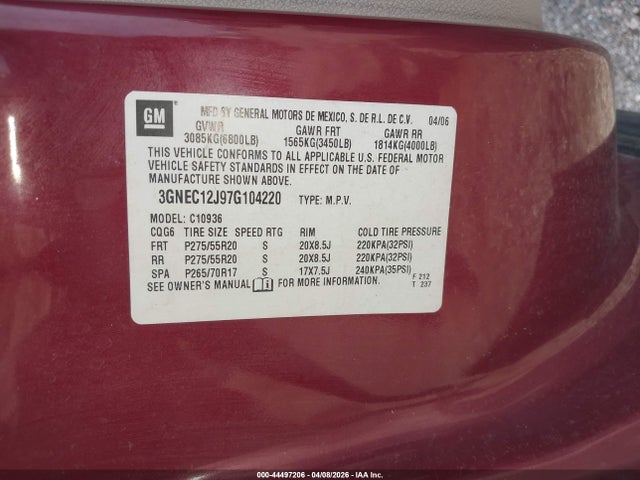 GM
MFD BY GENERAL MOTORS DE MEXICO, S. DE R.L. DE C.V. 04/06
GVWR GAWR FRT GAWR RR
3085KG(6800LB) 1565KG(3450LB) 1814KG(4000LB)
THIS VEHICLE CONFORMS TO ALL APPLICABLE U.S. FEDERAL MOTOR
VEHICLE SAFETY STANDARDS IN EFFECT ON THE DATE OF
MANUFACTURE SHOWN ABOVE.
3GNEC12J97G104220 TYPE: M.P.V.
MODEL: C10936
CQG6 TIRE SIZE SPEED RTG RIM COLD TIRE PRESSURE
FRT P275/55R20 S 20X8.5J 220KPA(32PSI)
RR P275/55R20 S 20X8.5J 220KPA(32PSI)
SPA P265/70R17 S 17X7.5J 240KPA(35PSI)
SEE OWNER'S MANUAL FOR MORE INFORMATION.
F 212
T 237
000-44497206 - 04/08/2026 - IAA Inc.